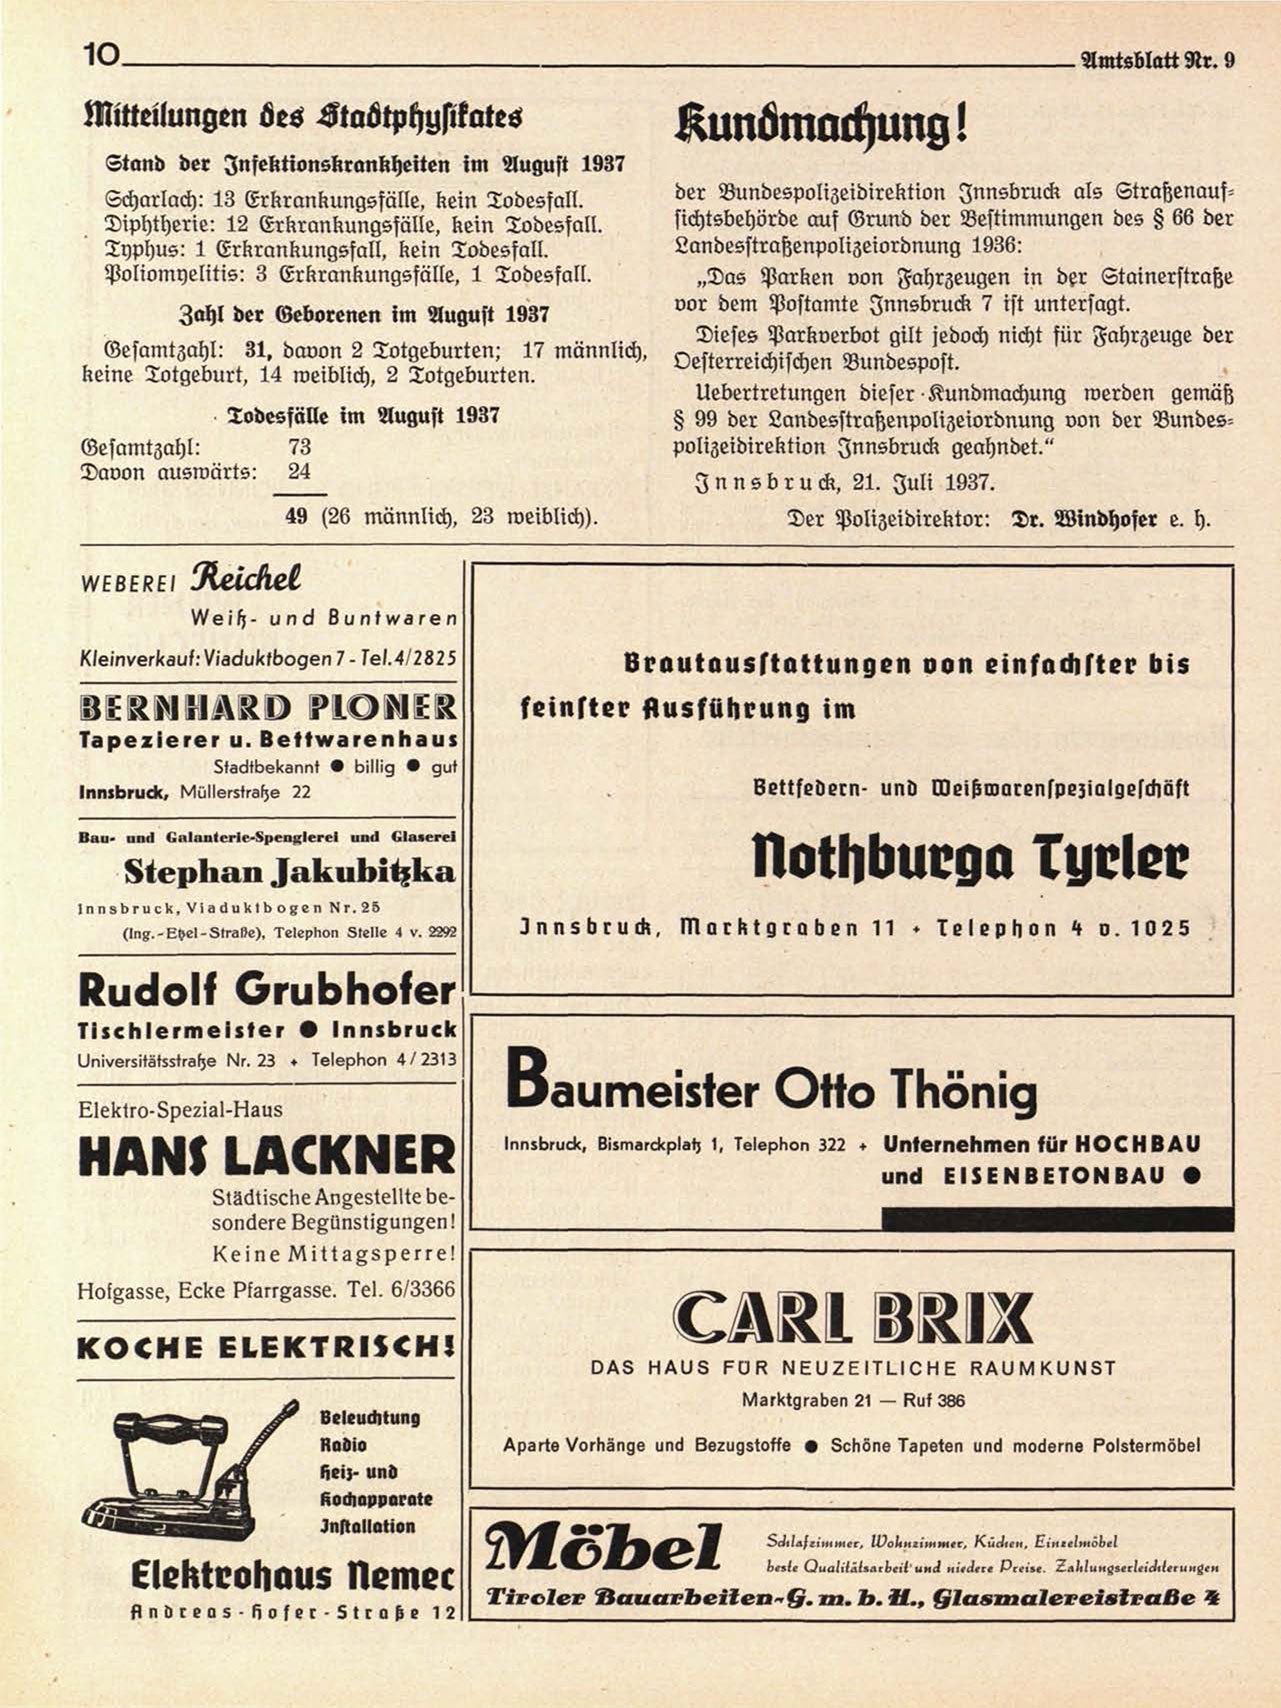 10
Amtsblatt Nr. 9
Mitteilungen des Stadtphysikates
Stand der Infektionskrankheiten im August 1937
Scharlach: 13 Erkrankungsfälle, kein Todesfall.
Diphtherie: 12 Erkrankungsfälle, kein Todesfall.
Typhus: 1 Erkrankungsfall, kein Todesfall.
Poliomyelitis: 3 Erkrankungsfälle, 1 Todesfall.
Zahl der Geborenen im August 1937
Gesamtzahl: 31, davon 2 Totgeburten; 17 männlich,
keine Totgeburt, 14 weiblich, 2 Totgeburten.
Todesfälle im August 1937
Gesamtzahl: 73
Davon auswärts: 24
49 (26 männlich, 23 weiblich).
Kundmachung!
der Bundespolizeidirektion Innsbruck als Straßenauf-
sichtsbehörde auf Grund der Bestimmungen des § 66 der
Landesstraßenpolizeiordnung 1936:
„Das Parken von Fahrzeugen in der Stainerstraße
vor dem Postamte Innsbruck 7 ist untersagt.
Dieses Parkverbot gilt jedoch nicht für Fahrzeuge der
Oesterreichischen Bundespost.
Uebertretungen dieser Kundmachung werden gemäß
§ 99 der Landesstraßenpolizeiordnung von der Bundes-
polizeidirektion Innsbruck geahndet."
Innsbruck, 21. Juli 1937.
Der Polizeidirektor: Dr. Windhofer e. h.
WEBEREI Reichel
Weiß- und Buntwaren
Kleinverkauf: Viaduktbogen 7 - Tel. 4/2825
BERNHARD PLONER
Tapezierer u. Bettwarenhaus
Stadtbekannt ● billig ● gut
Innsbruck, Müllerstraße 22
Bau- und Galanterie-Spenglerei und Glaserei
Stephan Jakubitzka
Innsbruck, Viaduktbogen Nr. 25
(Ing.-Etzel-Straße), Telephon Stelle 4 v. 2292
Rudolf Grubhofer
Tischlermeister ● Innsbruck
Universitätsstraße Nr. 23 + Telephon 4/2313
Elektro-Spezial-Haus
HANS LACKNER
Städtische Angestellte be-
sondere Begünstigungen!
Keine Mittagsperre!
Hofgasse, Ecke Pfarrgasse. Tel. 6/3366
KOCHE ELEKTRISCH!
Beleuchtung
Radio
Heiz- und
Kochapparate
Installation
Elektrohaus Nemec
Andreas-Hofer-Straße 12
Brautausstattungen von einfachster bis
feinster Ausführung im
Bettfedern- und Weißwarenspezialgeschäft
Nothburga Tyrler
Innsbruck, Marktgraben 11 + Telephon 4 v. 1025
Baumeister Otto Thönig
Innsbruck, Bismarckplatz 1, Telephon 322 + Unternehmen für HOCHBAU
und EISENBETONBAU ●
CARL BRIX
DAS HAUS FÜR NEUZEITLICHE RAUMKUNST
Marktgraben 21 — Ruf 386
Aparte Vorhänge und Bezugstoffe ● Schöne Tapeten und moderne Polstermöbel
Möbel
Schlafzimmer, Wohnzimmer, Küchen, Einzelmöbel
beste Qualitätsarbeit und niedere Preise. Zahlungserleichterungen
Tiroler Bauarbeiten-G. m. b. H., Glasmalereistraße 4